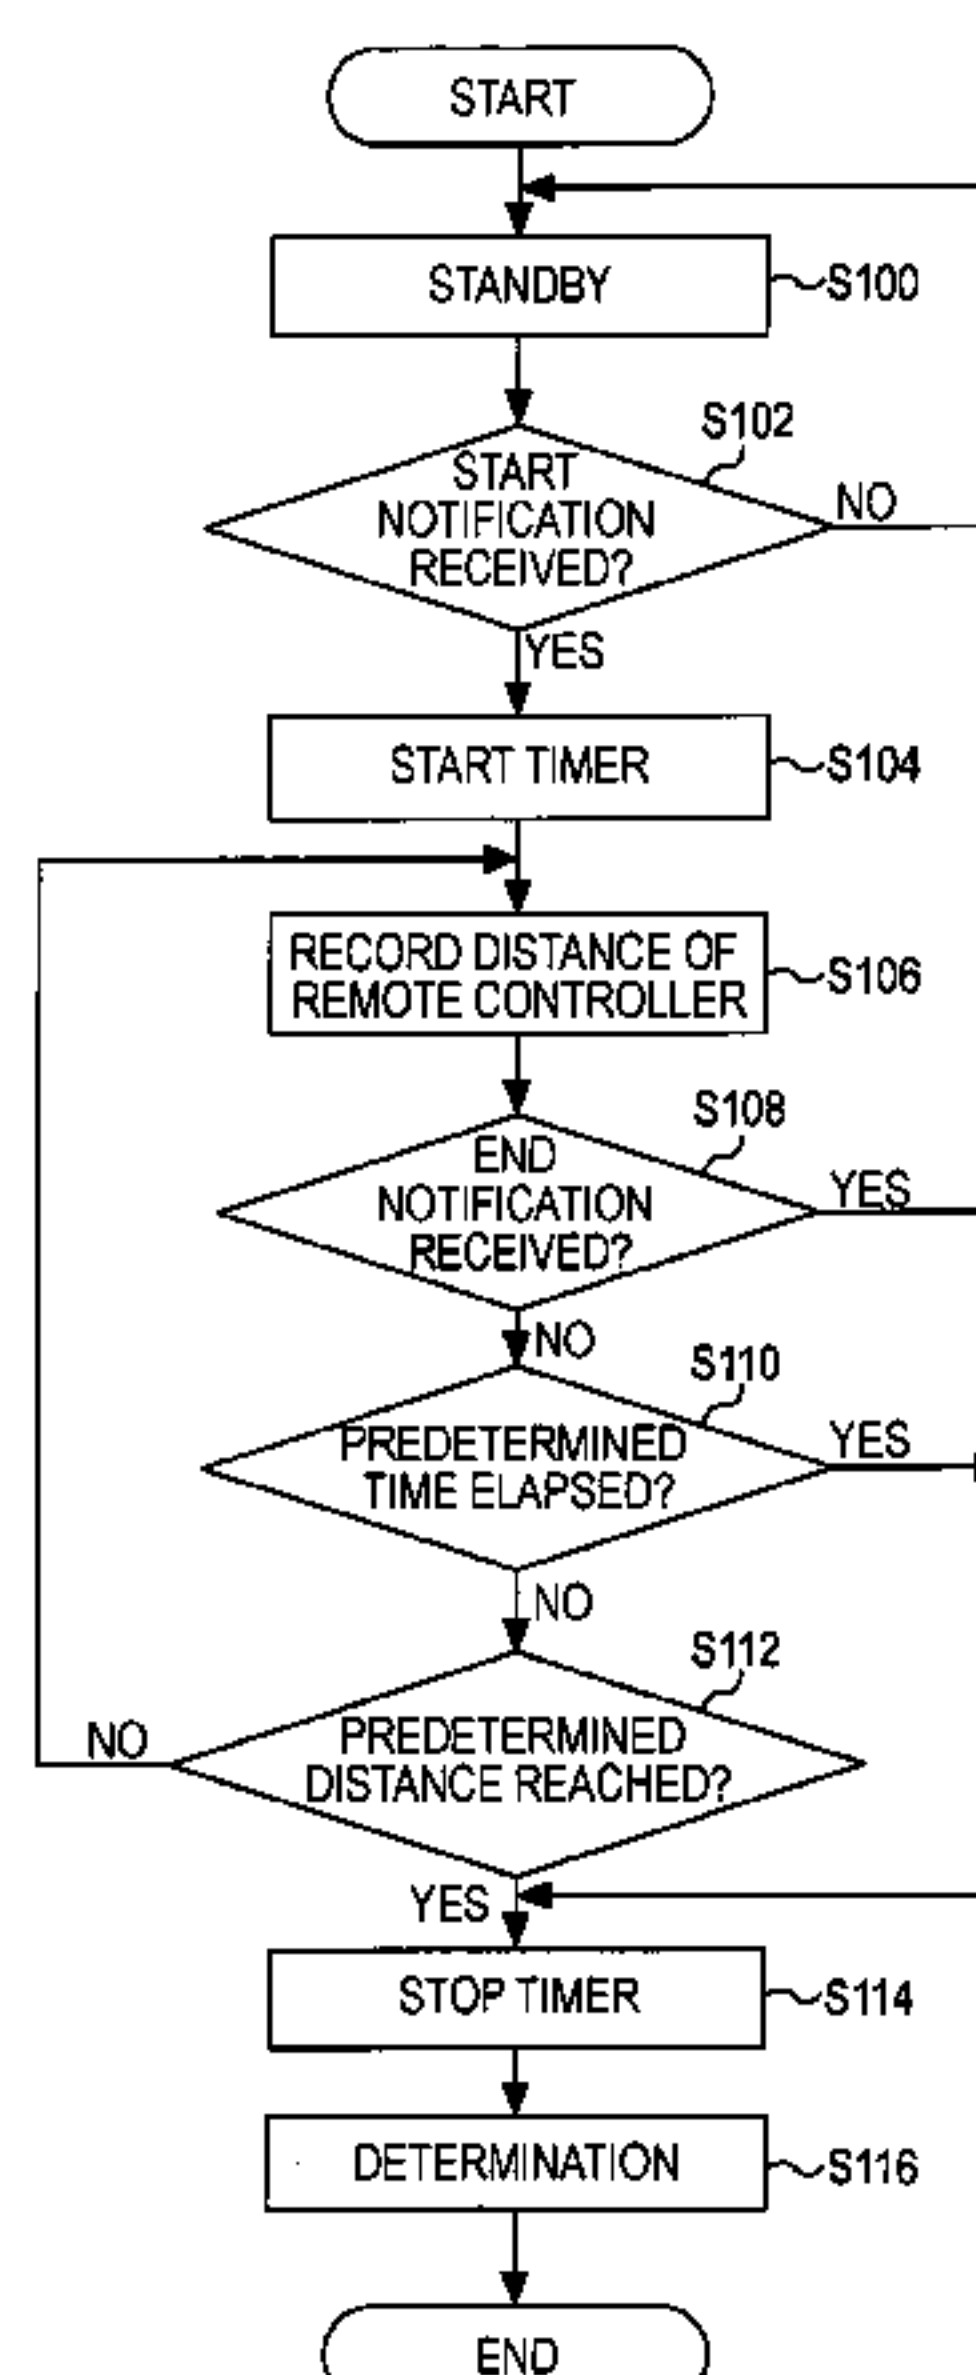 START
STANDBY
S100
S102
START
NOTIFICATION
RECEIVED?
NO
YES
START TIMER
S104
RECORD DISTANCE OF
REMOTE CONTROLLER
S106
S108
END
NOTIFICATION
RECEIVED?
YES
NO
S110
PREDETERMINED
TIME ELAPSED?
YES
NO
S112
PREDETERMINED
DISTANCE REACHED?
NO
YES
STOP TIMER
S114
DETERMINATION
S116
END